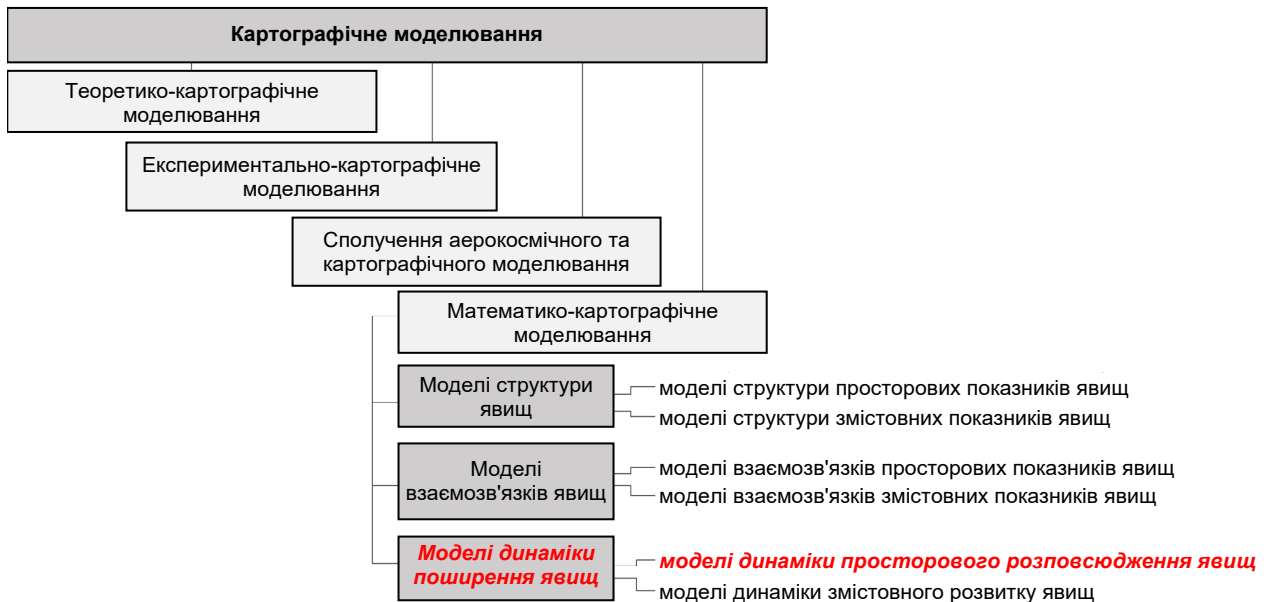 Картографічне моделювання
Теоретико-картографічне
моделювання
Експериментально-картографічне
моделювання
Сполучення аерокосмічного та
картографічного моделювання
Математико-картографічне
моделювання
Моделі структури
явищ
моделі структури просторових показників явищ
моделі структури змістовних показників явищ
Моделі
взаємозв'язків явищ
моделі взаємозв'язків просторових показників явищ
моделі взаємозв'язків змістовних показників явищ
Моделі динаміки
поширення явищ
моделі динаміки просторового розповсюдження явищ
моделі динаміки змістовного розвитку явищ